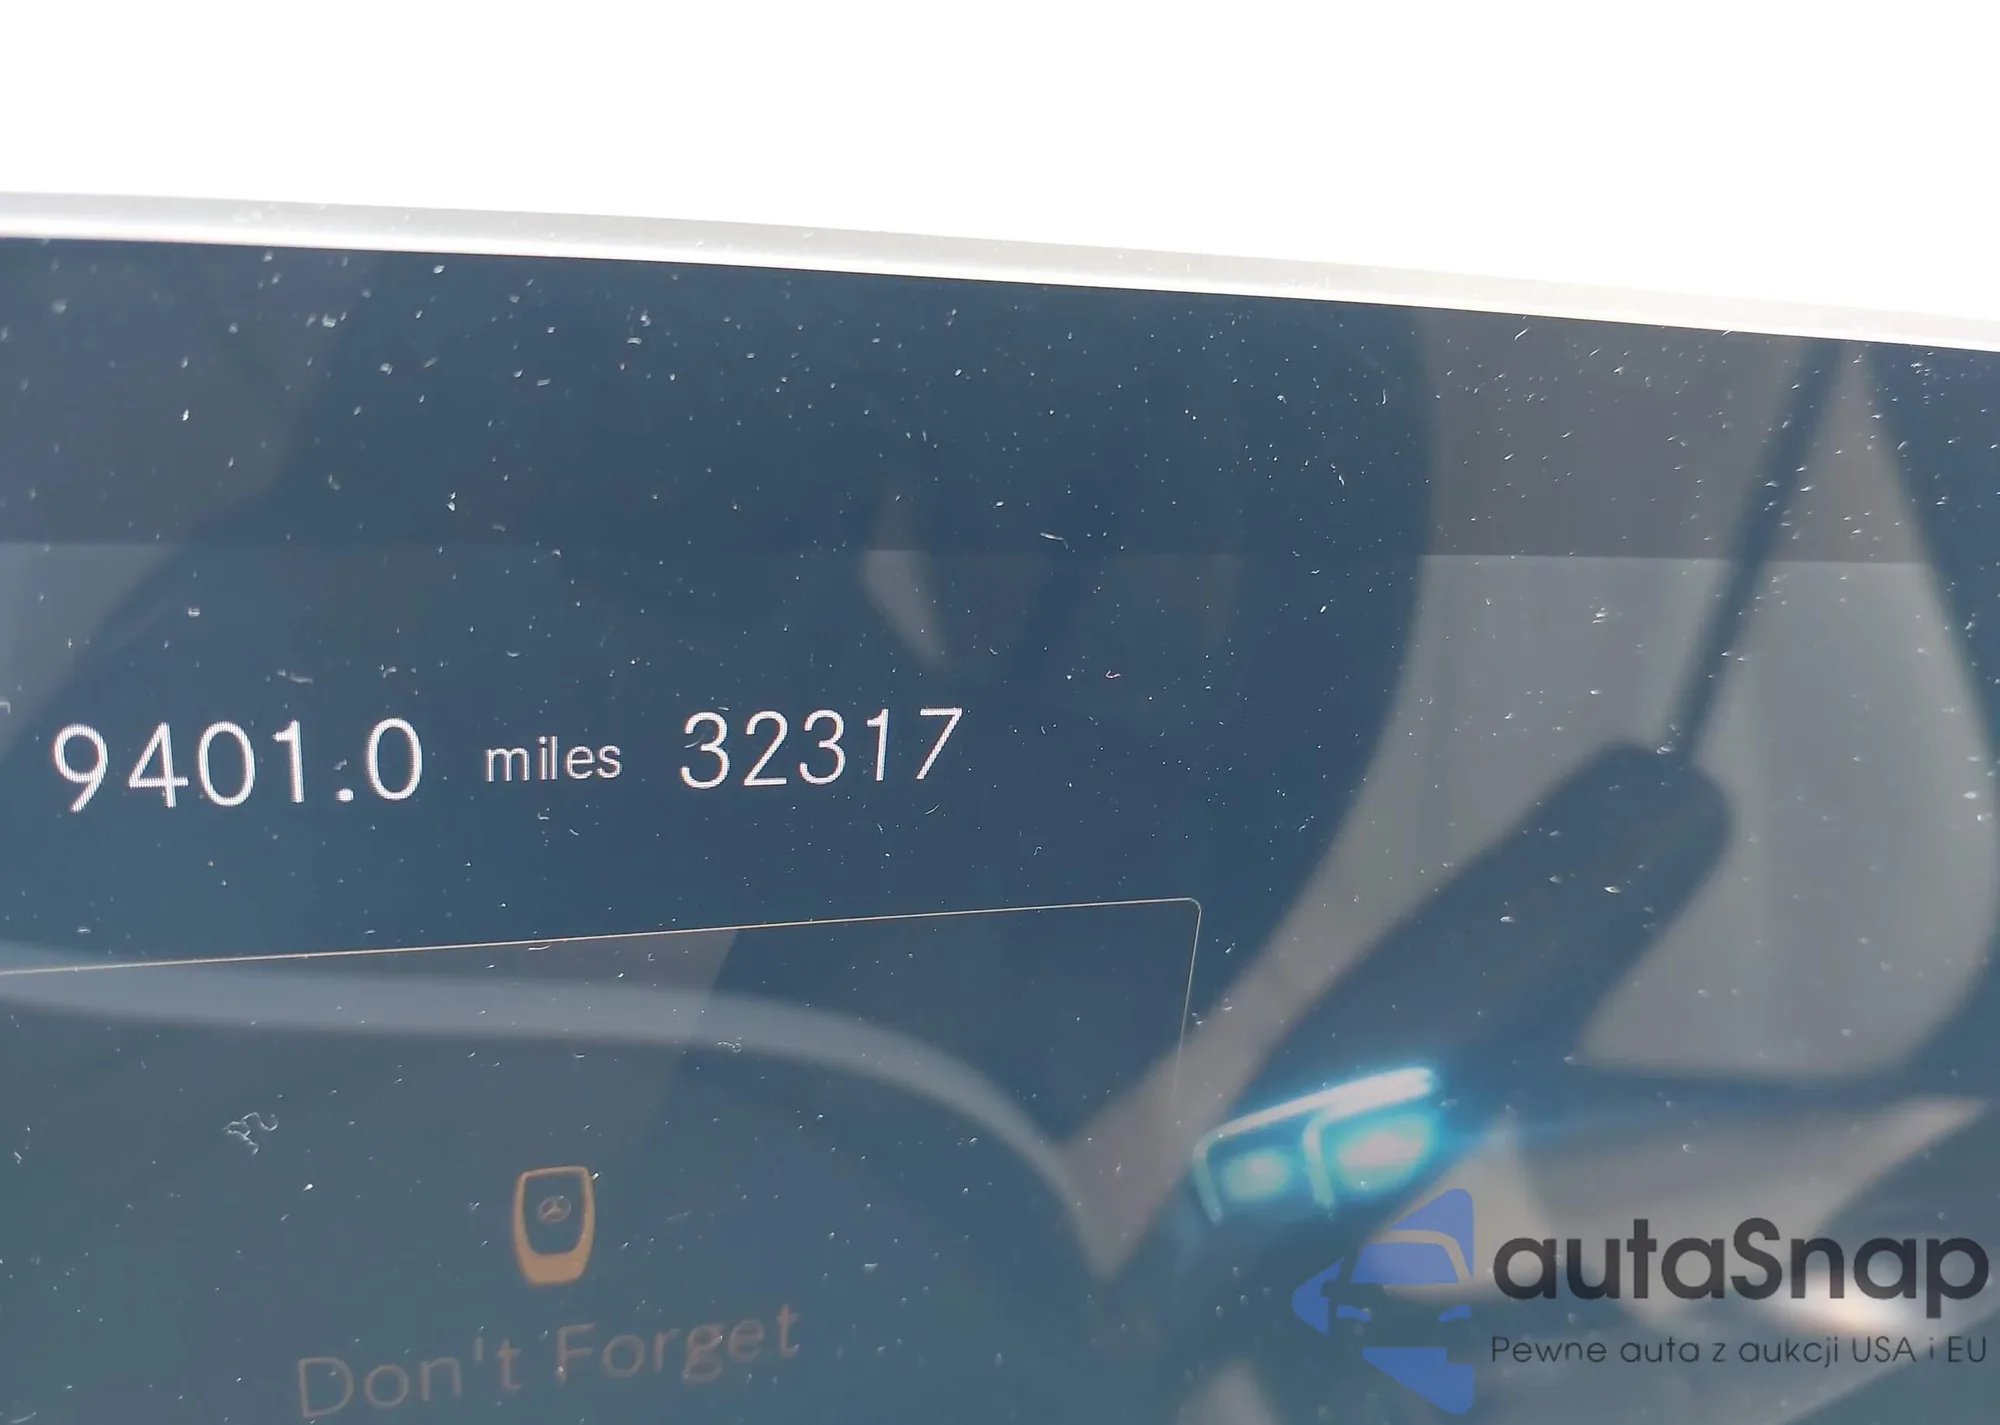 9401.0 miles 32317
Don't Forget
autaSnap
Pewne auta z aukcji USA i EU